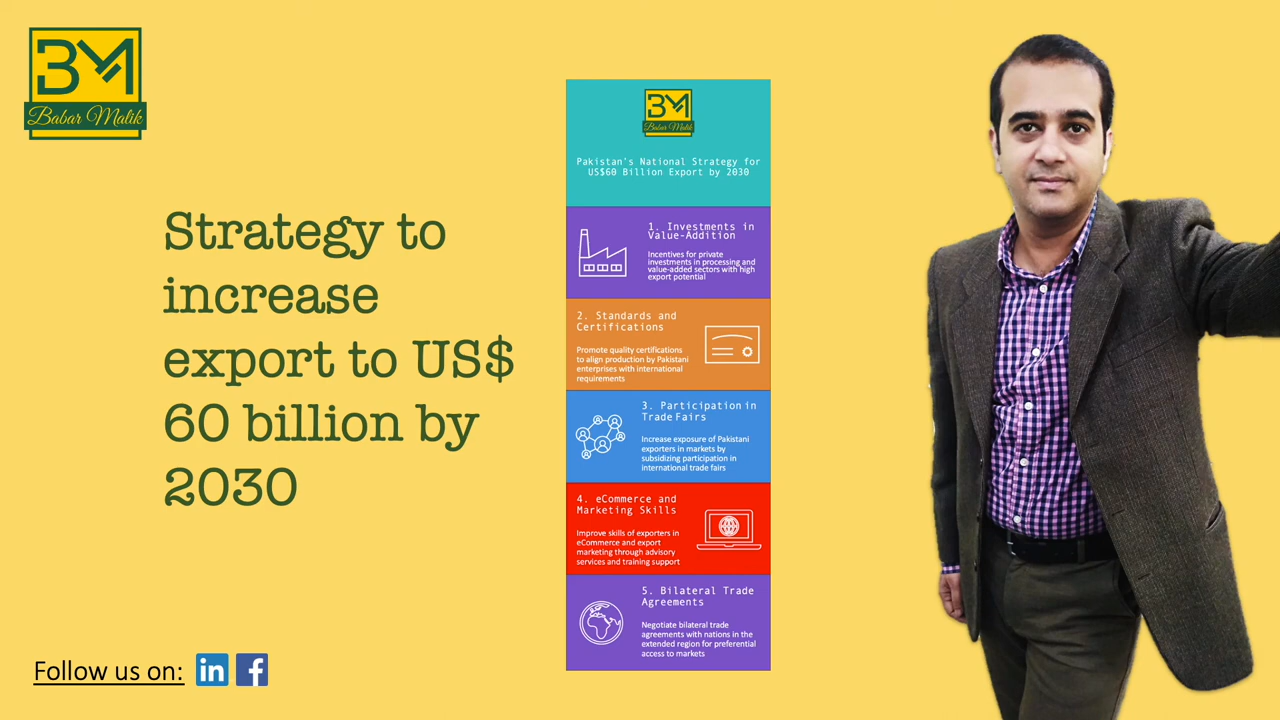 BM
Babar Malik
Strategy to
increase
export to US$
60 billion by
2030
Follow us on:
in
f
BM
Babar Malik
Pakistan's National Strategy for
US$60 Billion Export by 2030
1. Investments in
Value-Addition
Incentives for private
investments in processing and
value-added sectors with high
export potential
2. Standards and
Certifications
Promote quality certifications
to align production by Pakistani
enterprises with international
requirements
3. Participation in
Trade Fairs
Increase exposure of Pakistani
exporters in markets by
subsidizing participation in
international trade fairs
4. eCommerce and
Marketing Skills
Improve skills of exporters in
eCommerce and export
marketing through advisory
services and training support
5. Bilateral Trade
Agreements
Negotiate bilateral trade
agreements with nations in the
extended region for preferential
access to markets